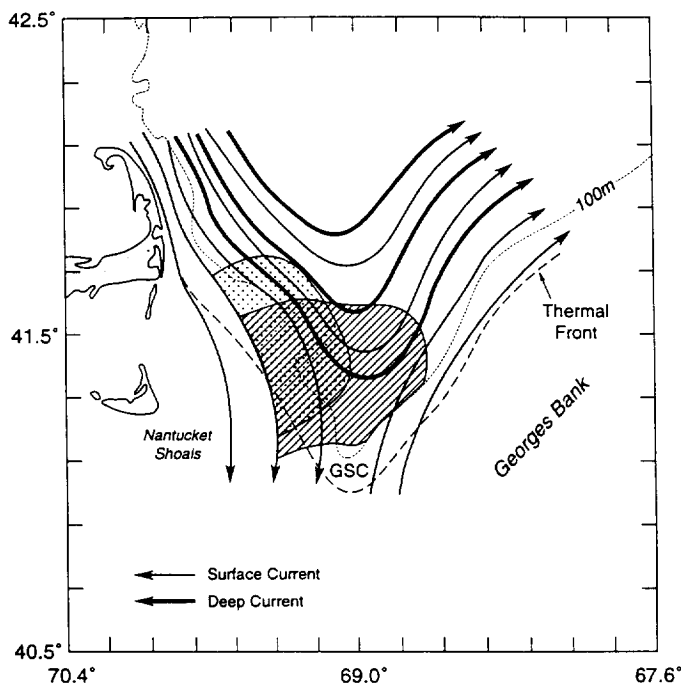 42.5°
100m
Thermal
Front
41.5°
Georges Bank
Nantucket
Shoals
GSC
Surface Current
Deep Current
40.5°
70.4°
69.0°
67.6°